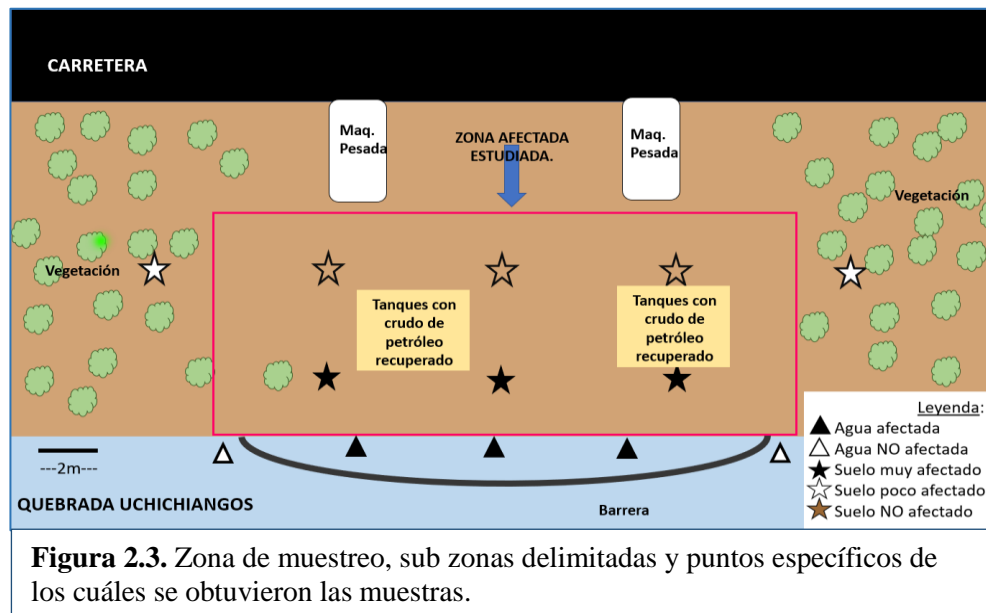 CARRETERA
Maq.
Pesada
ZONA AFECTADA
ESTUDIADA.
Maq.
Pesada
Vegetación
Vegetación
Tanques con
crudo de
petróleo
recuperado
Tanques con
crudo de
petróleo
recuperado
Leyenda:
Agua afectada
Agua NO afectada
Suelo muy afectado
Suelo poco afectado
Suelo NO afectado
---2m---
QUEBRADA UCHICHIANGOS
Barrera
Figura 2.3. Zona de muestreo, sub zonas delimitadas y puntos específicos de
los cuáles se obtuvieron las muestras.